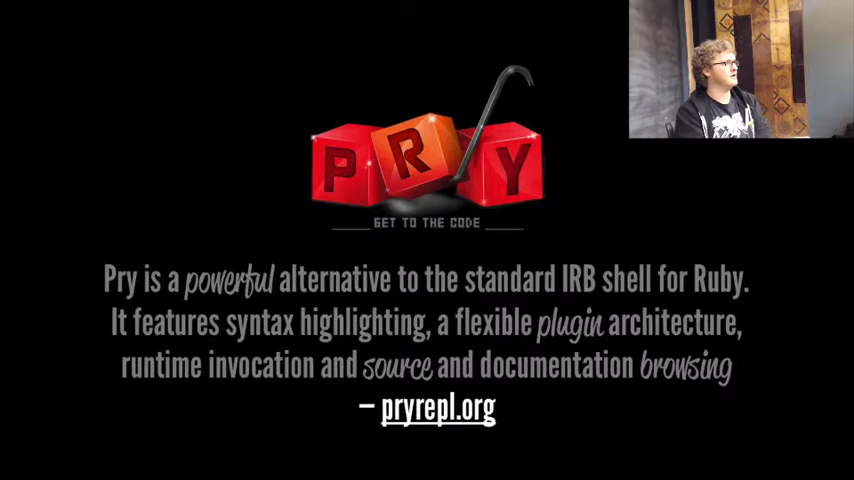 PRY
GET TO THE CODE
Pry is a powerful alternative to the standard IRB shell for Ruby.
It features syntax highlighting, a flexible plugin architecture,
runtime invocation and source and documentation browsing
– pryrepl.org